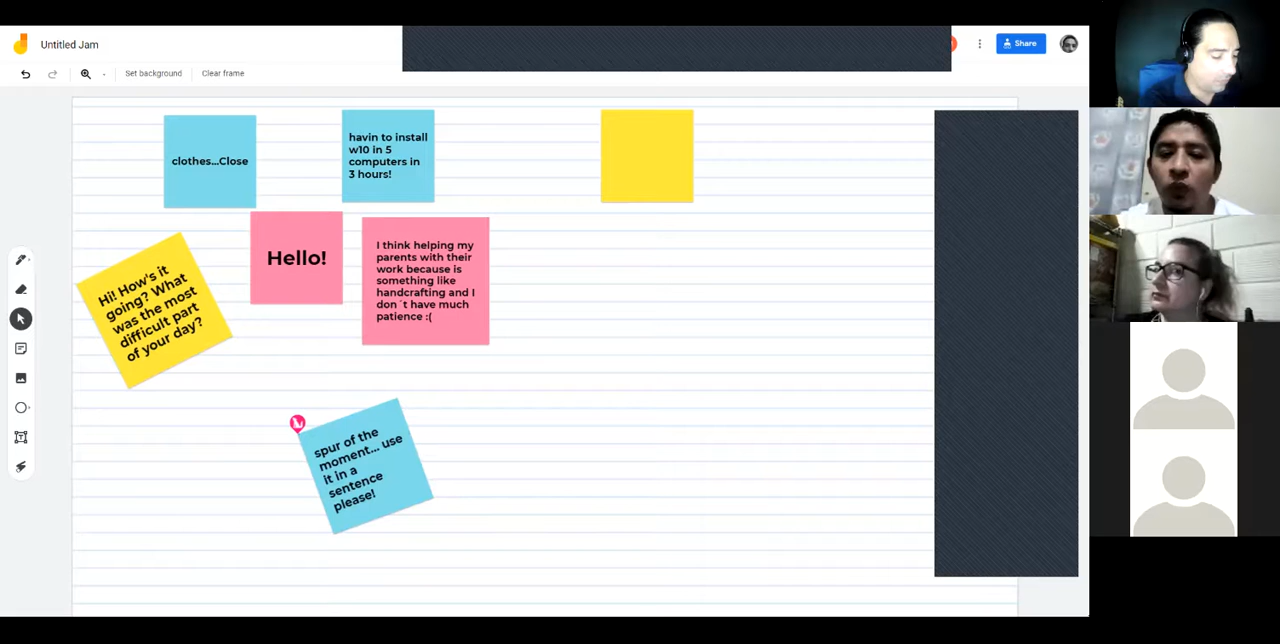 Untitled Jam
Share
Set background
Clear frame
clothes...Close
havin to install
w10 in 5
computers in
3 hours!
Hello!
I think helping my
parents with their
work because is
something like
handcrafting and I
don´t have much
patience :(
Hi! How's it
going? What
was the most
difficult part
of your day?
spur of the
moment... use
it in a
sentence
please!